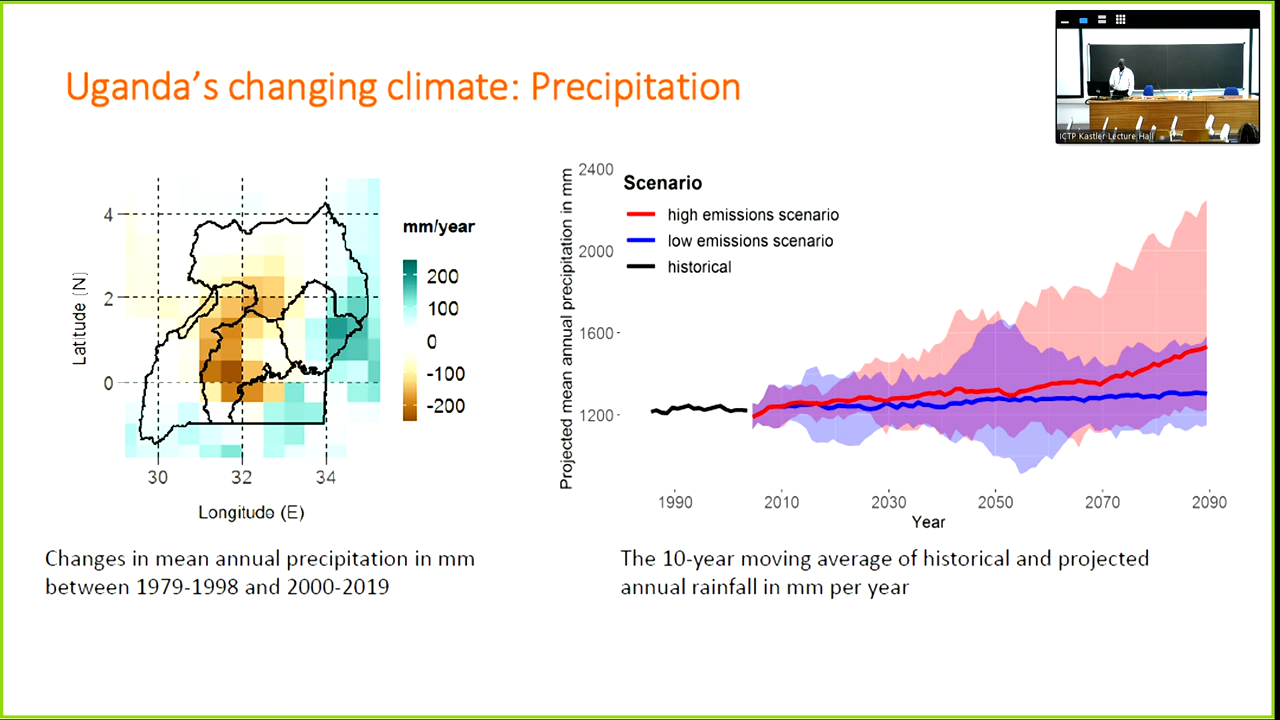 Uganda's changing climate: Precipitation
ICTP Kastler Lecture Hall
4
2
0
Latitude (N)
30
32
34
Longitude (E)
mm/year
200
100
0
-100
-200
Changes in mean annual precipitation in mm
between 1979-1998 and 2000-2019
Projected mean annual precipitation in mm
2400
2000
1600
1200
Scenario
high emissions scenario
low emissions scenario
historical
1990
2010
2030
2050
2070
2090
Year
The 10-year moving average of historical and projected
annual rainfall in mm per year